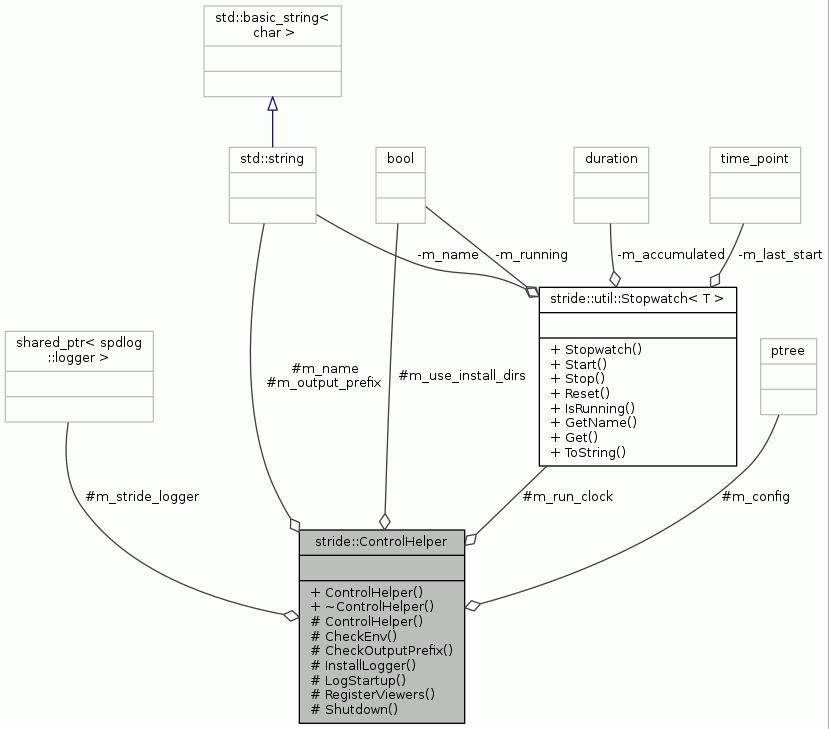 std::basic_string<
char >
std::string
bool
duration
time_point
-m_name
-m_running
-m_accumulated
-m_last_start
stride::util::Stopwatch< T >
+ Stopwatch()
+ Start()
+ Stop()
+ Reset()
+ IsRunning()
+ GetName()
+ Get()
+ ToString()
shared_ptr< spdlog
::logger >
ptree
#m_name
#m_output_prefix
#m_use_install_dirs
#m_stride_logger
#m_run_clock
#m_config
stride::ControlHelper
+ ControlHelper()
+ ~ControlHelper()
# ControlHelper()
# CheckEnv()
# CheckOutputPrefix()
# InstallLogger()
# LogStartup()
# RegisterViewers()
# Shutdown()